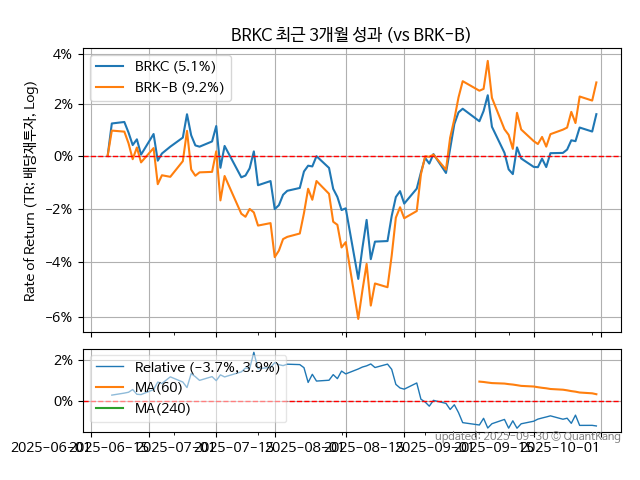 BRKC 최근 3개월 성과 (vs BRK-B)
Rate of Return (TR: 배당재투자, Log)
4%
2%
0%
−2%
−4%
−6%
BRKC (5.1%)
BRK-B (9.2%)
2%
0%
Relative (−3.7%, 3.9%)
MA(60)
MA(240)
updated: 2025-09-30 © QuantKang
2025-06-01
2025-06-15
2025-07-01
2025-07-15
2025-08-01
2025-08-15
2025-09-01
2025-09-15
2025-10-01